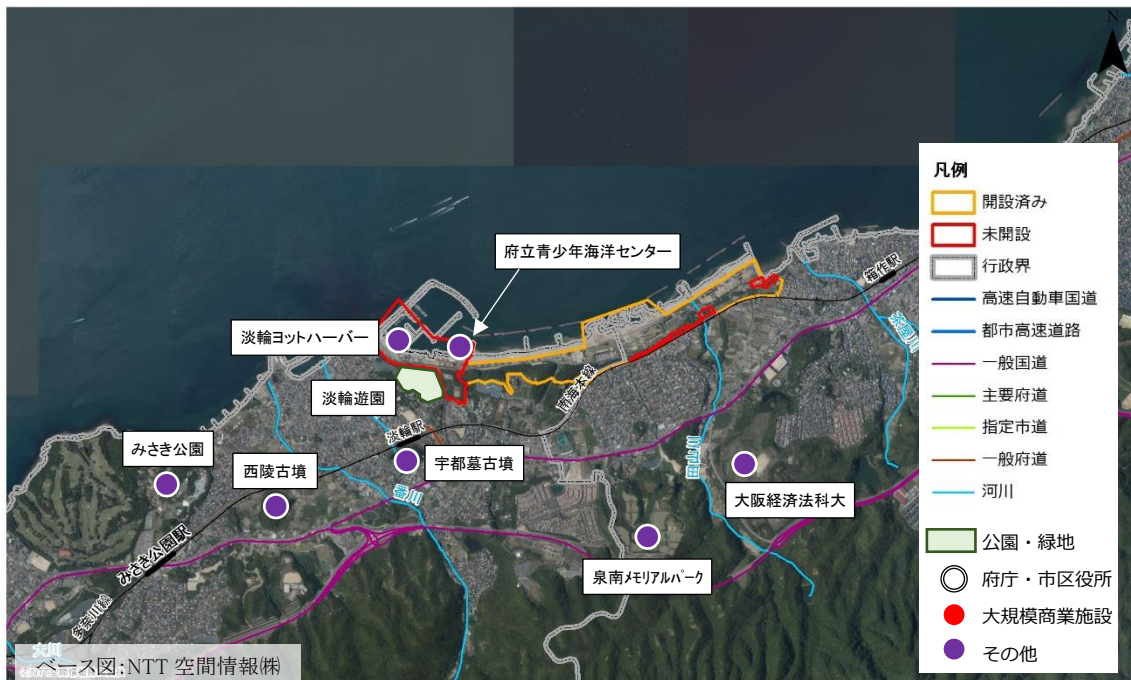 N
凡例
開設済み
未開設
行政界
高速自動車国道
都市高速道路
一般国道
主要府道
指定市道
一般府道
河川
公園・緑地
府庁・市区役所
大規模商業施設
その他
府立青少年海洋センター
箱作駅
淡輪ヨットハーバー
淡輪遊園
南海本線
淡輪駅
みさき公園
宇都墓古墳
西陵古墳
田山川
番川
大阪経済法科大
みさき公園駅
泉南メモリアルパーク
多奈川線
大川
ベース図:NTT 空間情報㈱